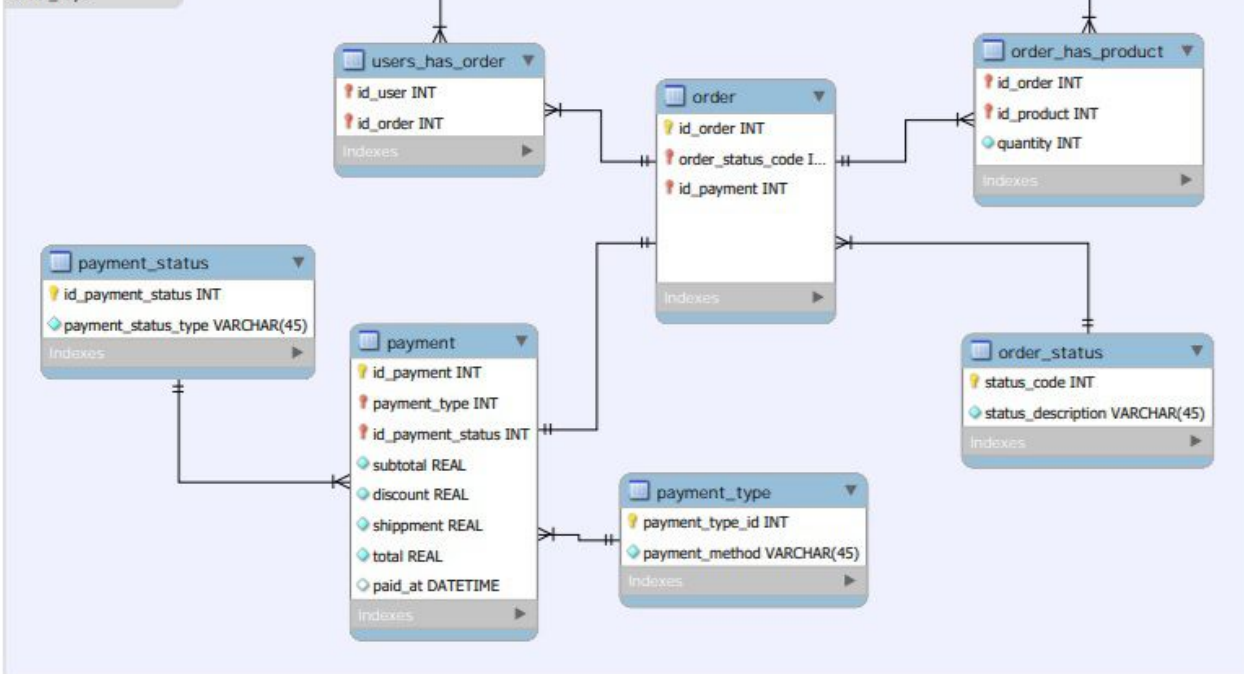 users_has_order
id_user INT
id_order INT
Indexes
order
id_order INT
order_status_code I...
id_payment INT
Indexes
order_has_product
id_order INT
id_product INT
quantity INT
Indexes
payment_status
id_payment_status INT
payment_status_type VARCHAR(45)
Indexes
payment
id_payment INT
payment_type INT
id_payment_status INT
subtotal REAL
discount REAL
shippment REAL
total REAL
paid_at DATETIME
Indexes
payment_type
payment_type_id INT
payment_method VARCHAR(45)
Indexes
order_status
status_code INT
status_description VARCHAR(45)
Indexes